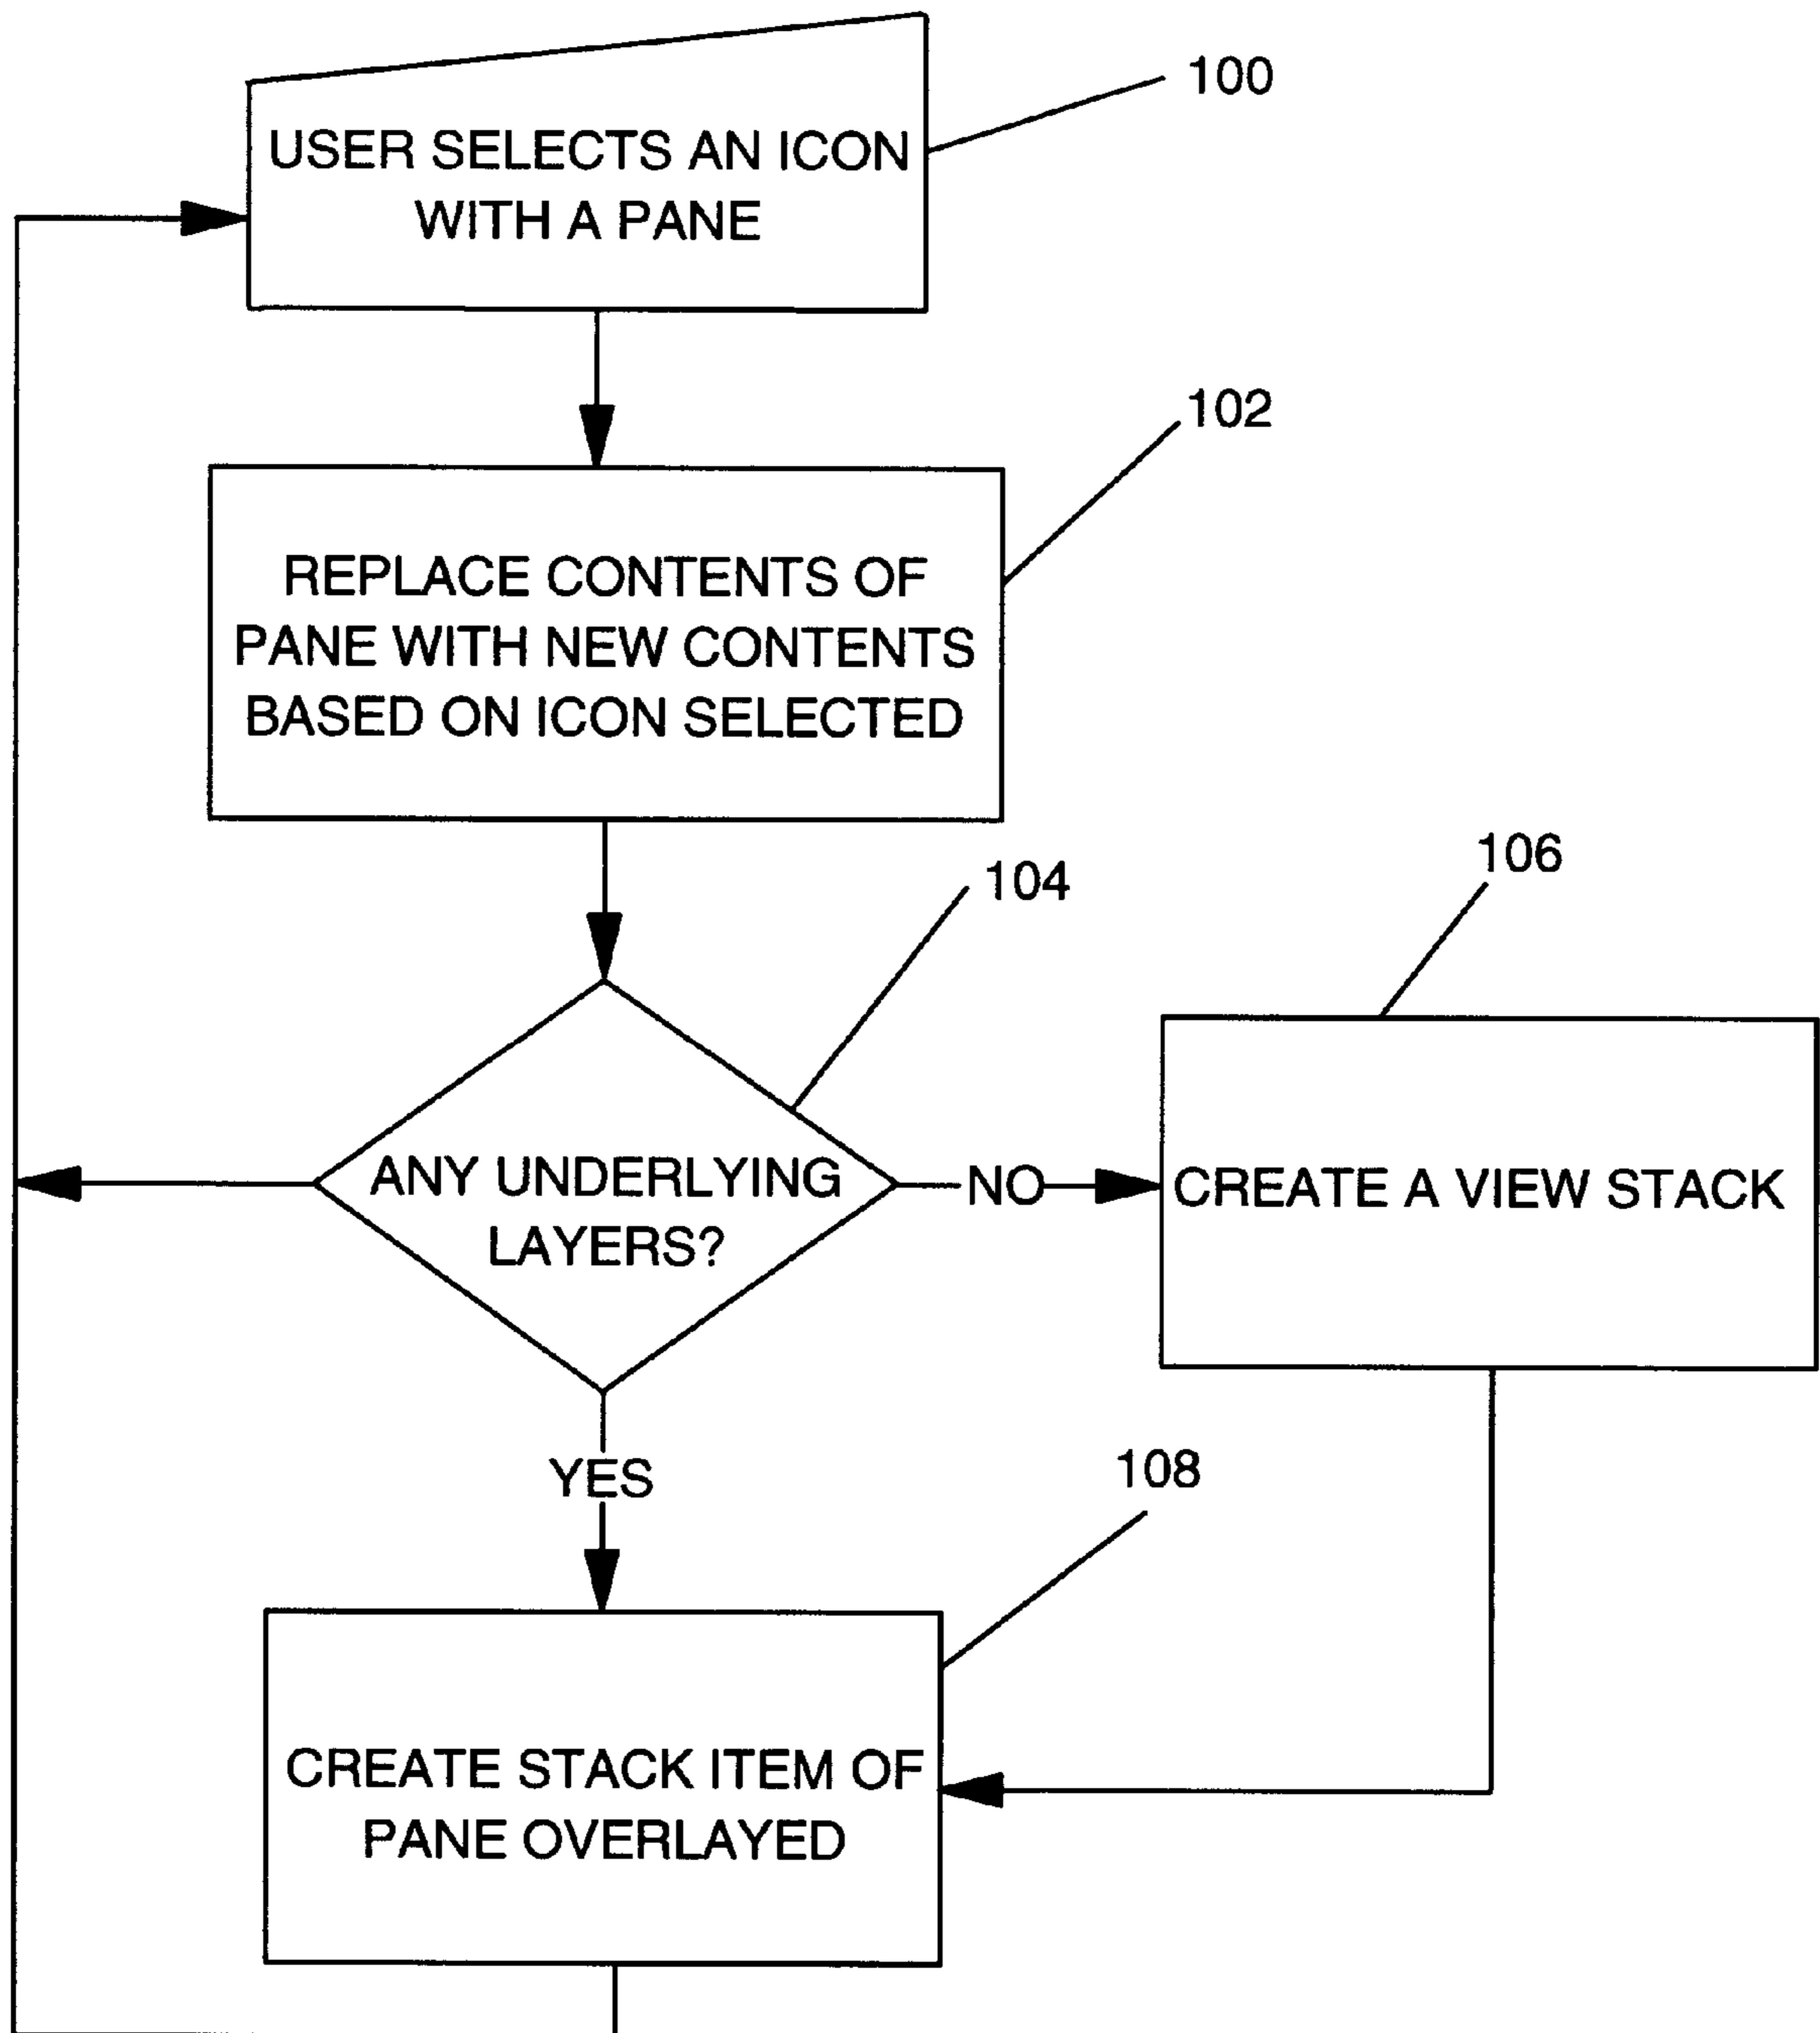 USER SELECTS AN ICON
WITH A PANE
100
REPLACE CONTENTS OF
PANE WITH NEW CONTENTS
BASED ON ICON SELECTED
102
104
ANY UNDERLYING
LAYERS?
NO
106
CREATE A VIEW STACK
YES
108
CREATE STACK ITEM OF
PANE OVERLAYED